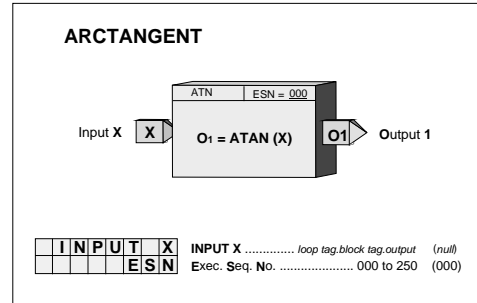 ARCTANGENT
ATN ESN = 000
Input X X O1 = ATAN (X) O1 Output 1
INPUT X INPUT X .............. loop tag.block tag.output (null)
ESN Exec. Seq. No. ..................... 000 to 250 (000)